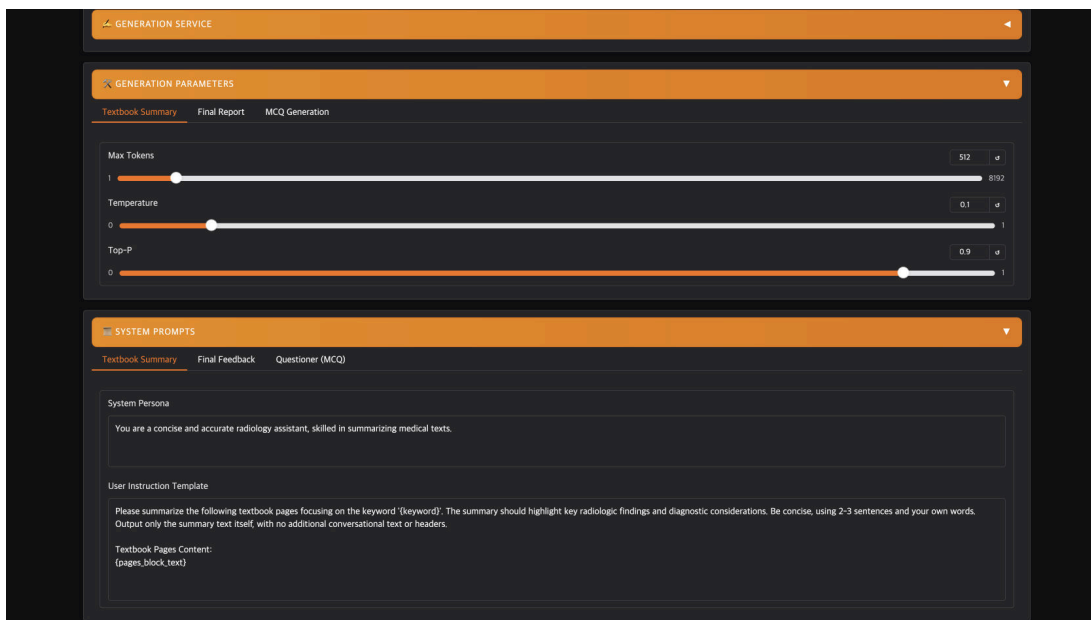 GENERATION SERVICE
GENERATION PARAMETERS
Textbook Summary Final Report MCQ Generation
Max Tokens 512
1 8192
Temperature 0.1
0 1
Top-P 0.9
0 1
SYSTEM PROMPTS
Textbook Summary Final Feedback Questioner (MCQ)
System Persona
You are a concise and accurate radiology assistant, skilled in summarizing medical texts.
User Instruction Template
Please summarize the following textbook pages focusing on the keyword '{keyword}'. The summary should highlight key radiologic findings and diagnostic considerations. Be concise, using 2-3 sentences and your own words.
Output only the summary text itself, with no additional conversational text or headers.
Textbook Pages Content:
{pages_block_text}